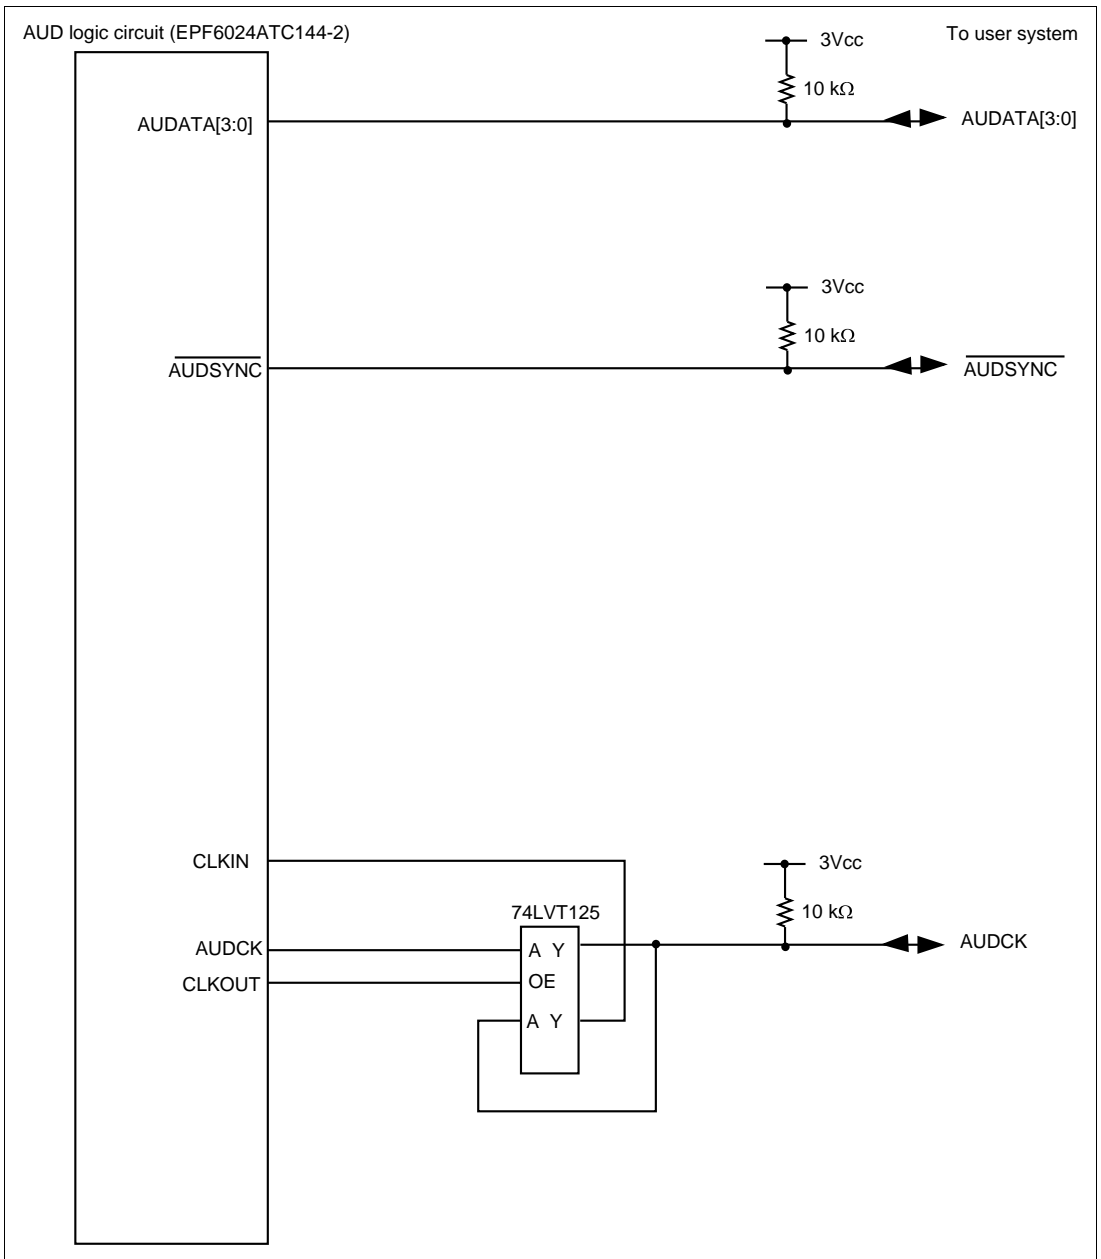 AUD logic circuit (EPF6024ATC144-2)
3Vcc
To user system
10 kΩ
AUDATA[3:0]
AUDATA[3:0]
3Vcc
10 kΩ
AUDSYNC
AUDSYNC
CLKIN
3Vcc
74LVT125
10 kΩ
AUDCK
A Y
AUDCK
CLKOUT
OE
A Y